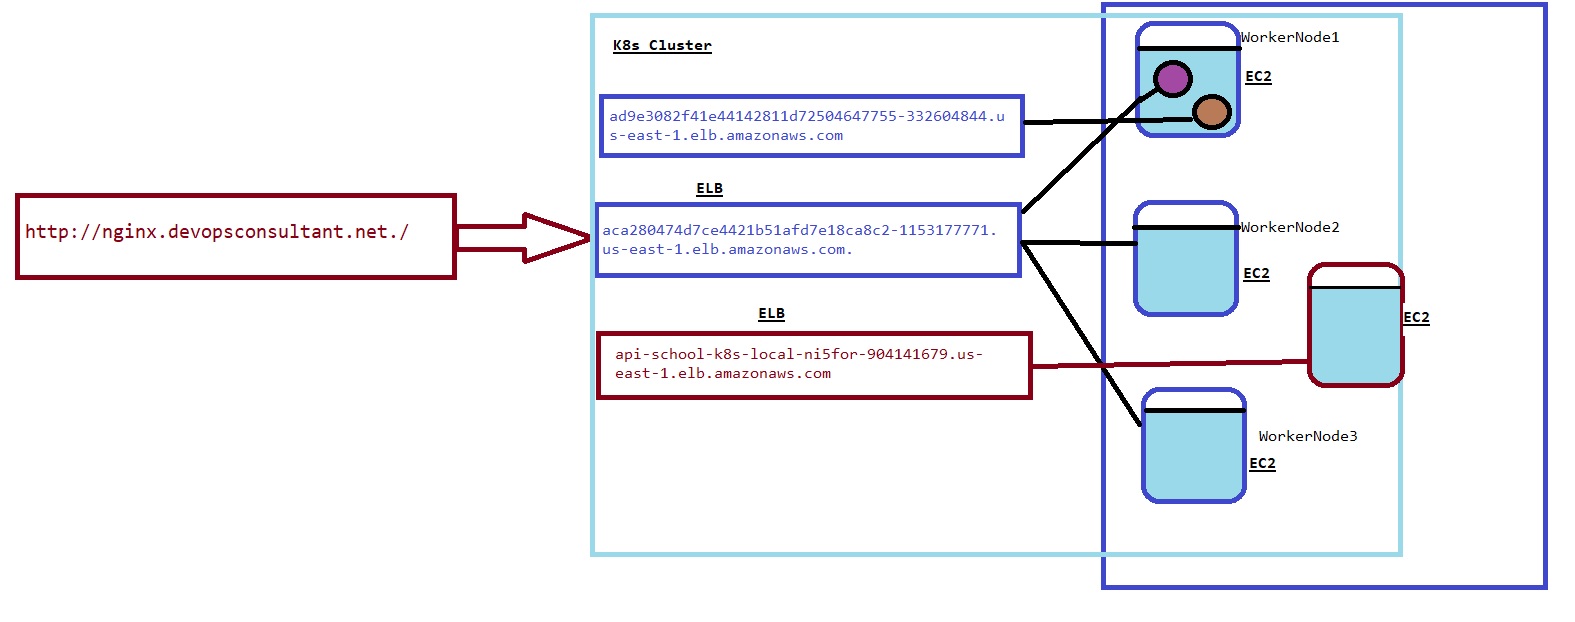 K8s Cluster
WorkerNode1
EC2
ad9e3082f41e44142811d72504647755-332604844.u
s-east-1.elb.amazonaws.com
ELB
http://nginx.devopsconsultant.net./
aca280474d7ce4421b51afd7e18ca8c2-1153177771.
us-east-1.elb.amazonaws.com.
WorkerNode2
EC2
ELB
EC2
api-school-k8s-local-ni5for-904141679.us-
east-1.elb.amazonaws.com
WorkerNode3
EC2